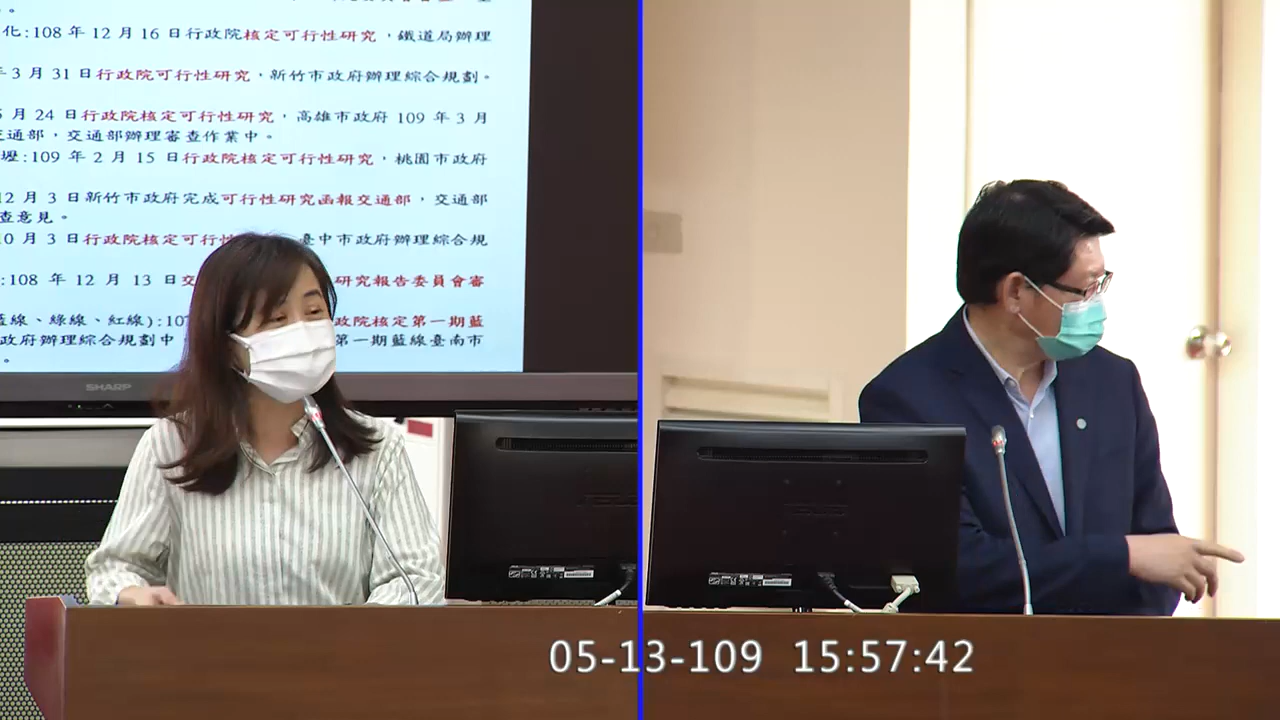 化:108 年 12 月 16 日行政院核定可行性研究，鐵道局辦理
年 3 月 31 日行政院可行性研究，新竹市政府辦理綜合規劃。
月 24 日行政院核定可行性研究，高雄市政府 109 年 3 月
交通部，交通部辦理審查作業中。
壢:109 年 2 月 15 日行政院核定可行性研究，桃園市政府
12 月 3 日新竹市政府完成可行性研究函報交通部，交通部
查意見。
10 月 3 日行政院核定可行性 臺中市政府辦理綜合規
:108 年 12 月 13 日交 研究報告委員會審
藍線、綠線、紅線):107 政院核定第一期藍
政府辦理綜合規劃中 第一期藍線臺南市
。
SHARP
05-13-109 15:57:42